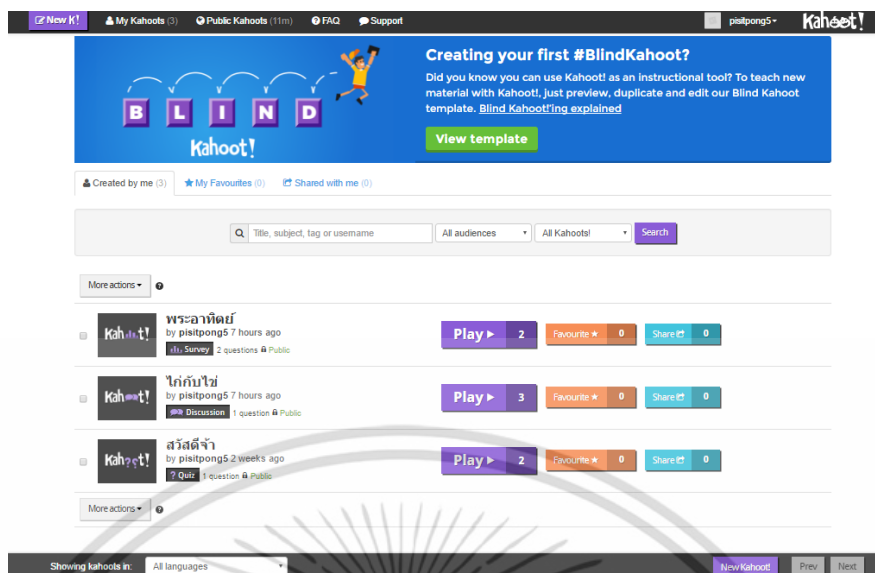 New K! My Kahoots (3) Public Kahoots (11m) FAQ Support pisitpong5 Kahoot!
Creating your first #BlindKahoot?
Did you know you can use Kahoot! as an instructional tool? To teach new
material with Kahoot!, just preview, duplicate and edit our Blind Kahoot
template. Blind Kahoot!'ing explained
View template
B L I N D
Kahoot!
Created by me (3) My Favourites (0) Shared with me (0)
Title, subject, tag or username All audiences All Kahoots! Search
More actions
Kahoot! พระอาทิตย์
by pisitpong5 7 hours ago
Survey 2 questions Public
Play 2 Favourite 0 Share 0
Kahoot! ไก่กับไข่
by pisitpong5 7 hours ago
Discussion 1 question Public
Play 3 Favourite 0 Share 0
Kah??t! สวัสดีจ้า
by pisitpong5 2 weeks ago
? Quiz 1 question Public
Play 2 Favourite 0 Share 0
More actions
Showing kahoots in: All languages New Kahoot! Prev Next